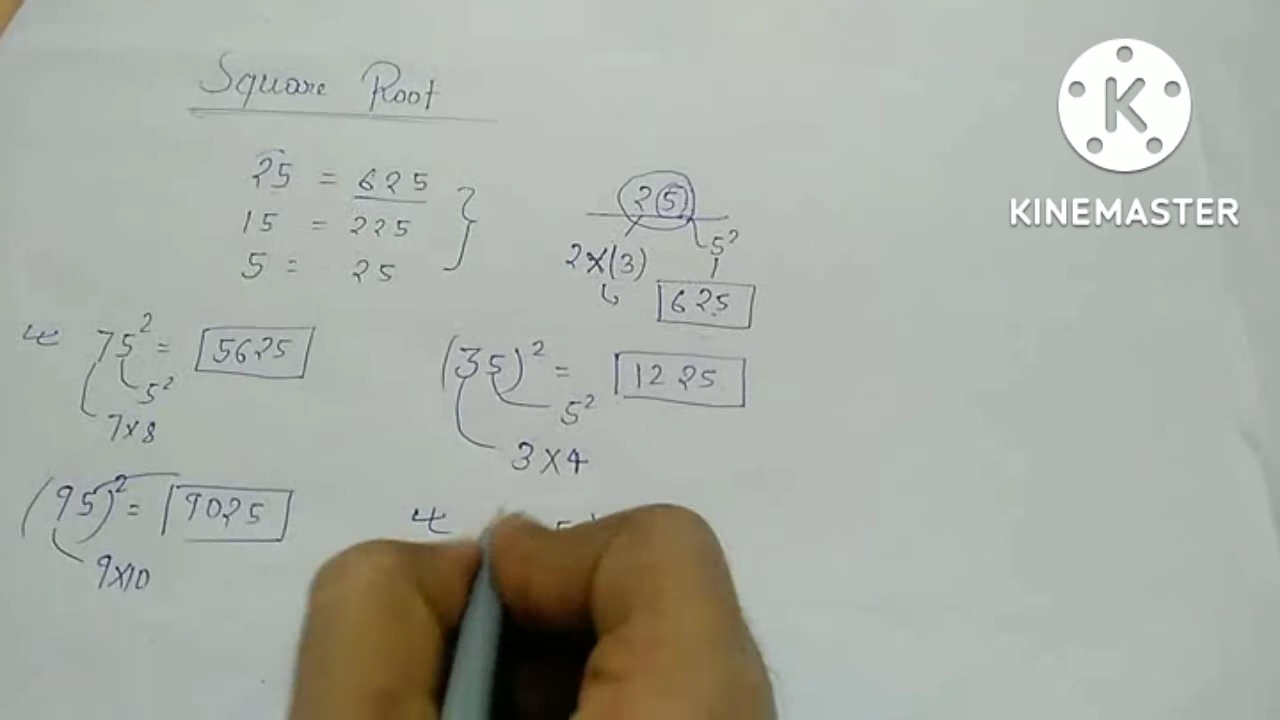 Square Root
25 = 625
15 = 225
5 = 25
25
2×(3)
5²
6
625
75² = 5625
5²
7×8
(35)² = 1225
5²
3×4
(95)² = 9025
9×10
KINEMASTER